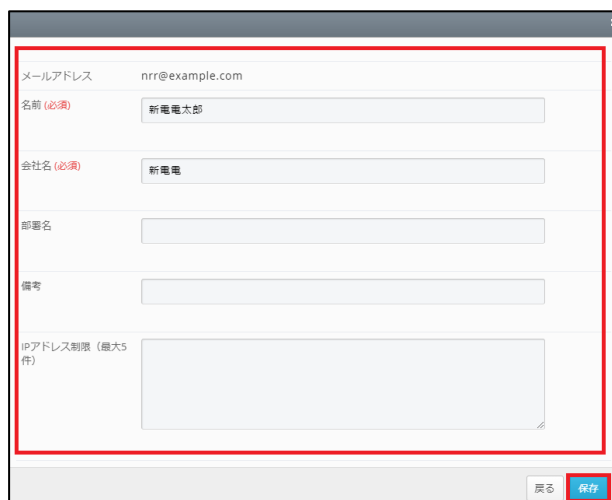 メールアドレス nrr@example.com
名前 (必須) 新電電太郎
会社名 (必須) 新電電
部署名
備考
IPアドレス制限（最大5
件）
戻る 保存